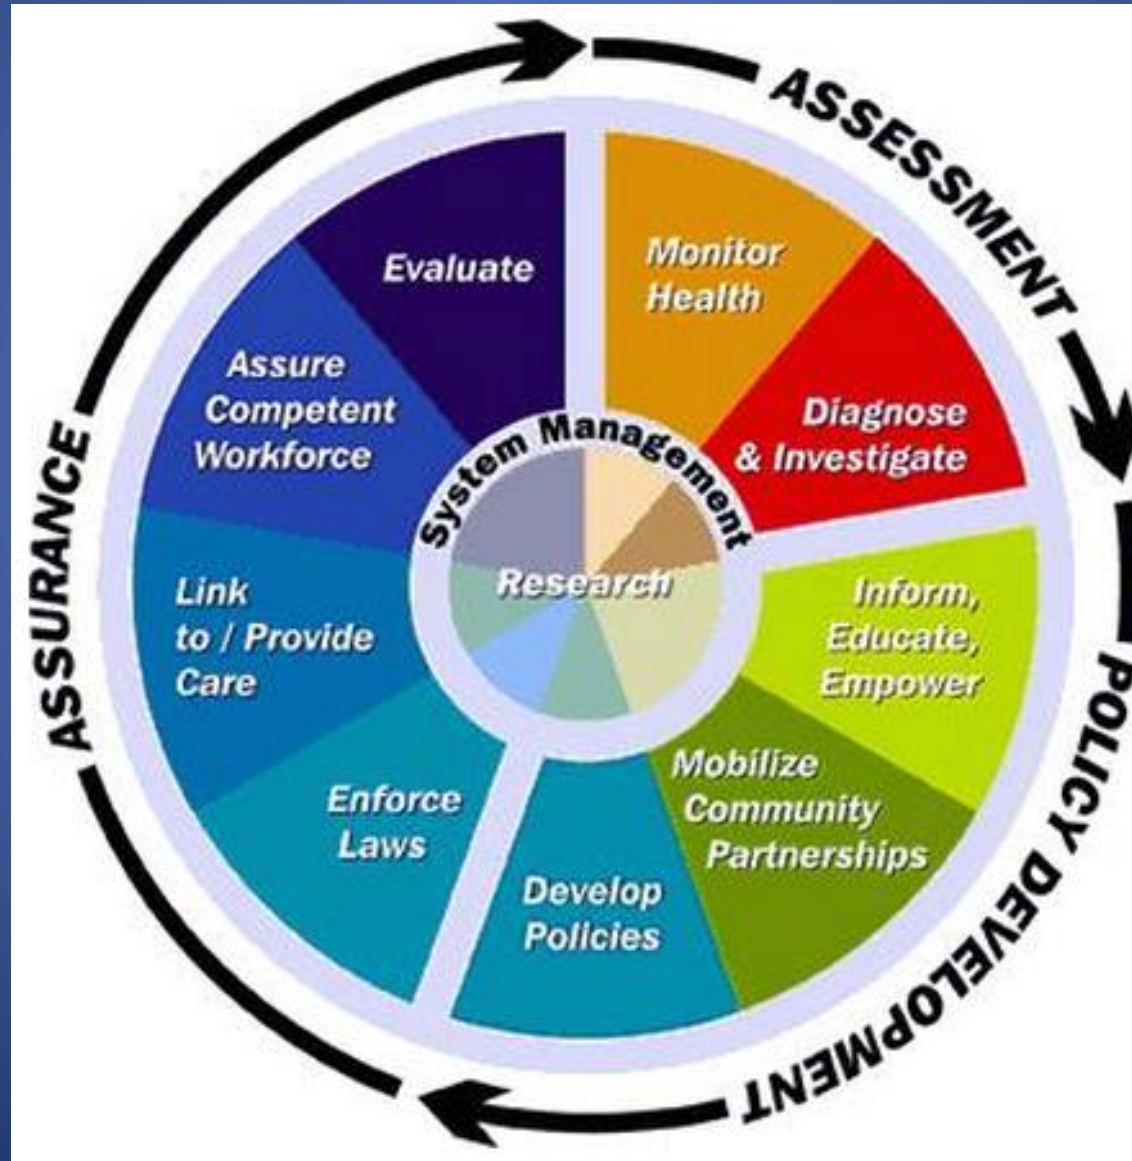 ASSESSMENT
Monitor
Health
Diagnose
& Investigate
POLICY DEVELOPMENT
Inform,
Educate,
Empower
Mobilize
Community
Partnerships
Develop
Policies
ASSURANCE
Enforce
Laws
Link
to / Provide
Care
Assure
Competent
Workforce
Evaluate
System Management
Research